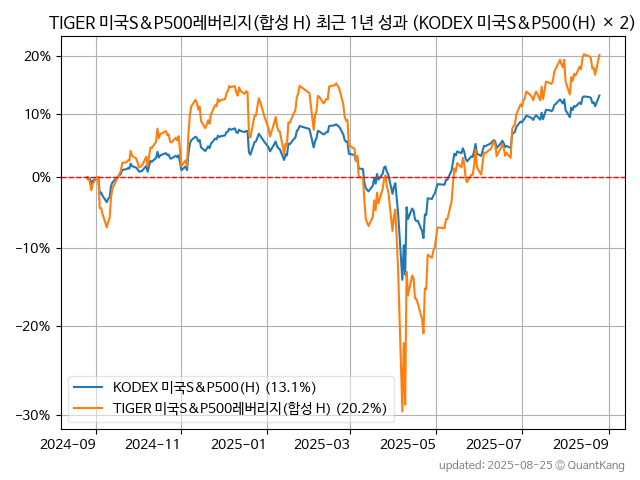 TIGER 미국S&P500레버리지(합성 H) 최근 1년 성과 (KODEX 미국S&P500(H) × 2)
20%
10%
0%
−10%
−20%
−30%
KODEX 미국S&P500(H) (13.1%)
TIGER 미국S&P500레버리지(합성 H) (20.2%)
2024-09 2024-11 2025-01 2025-03 2025-05 2025-07 2025-09
updated: 2025-08-25 ⓒ QuantKang